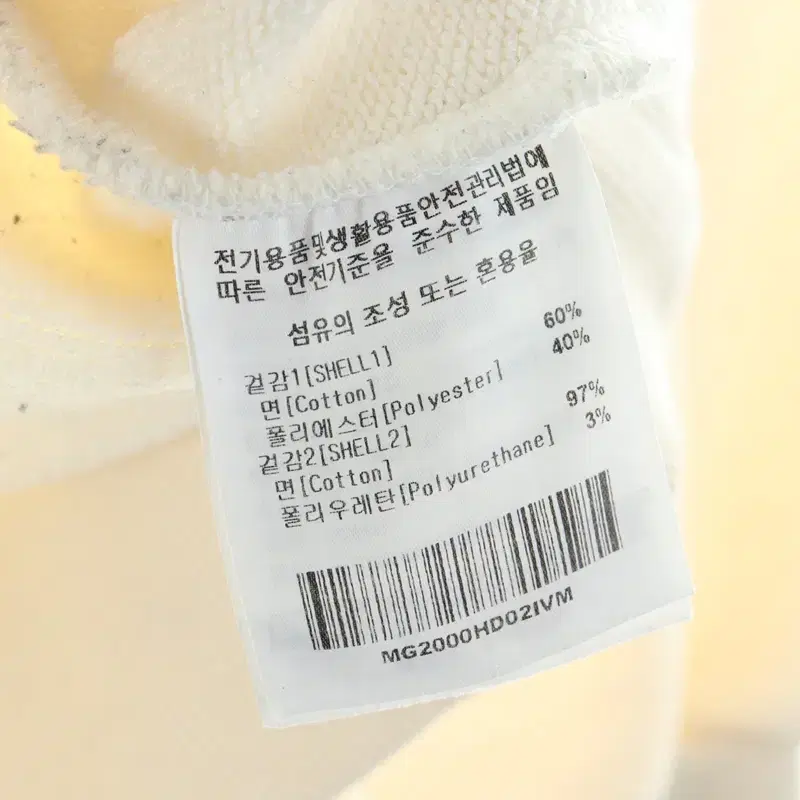 전기용품및생활용품안전관리법에
따른 안전기준을 준수한 제품임
섬유의 조성 또는 혼용율
겉감1[SHELL1]
면[Cotton] 60%
폴리에스터[Polyester] 40%
겉감2[SHELL2]
면[Cotton] 97%
폴리우레탄[Polyurethane] 3%
MG2000HD02IVM